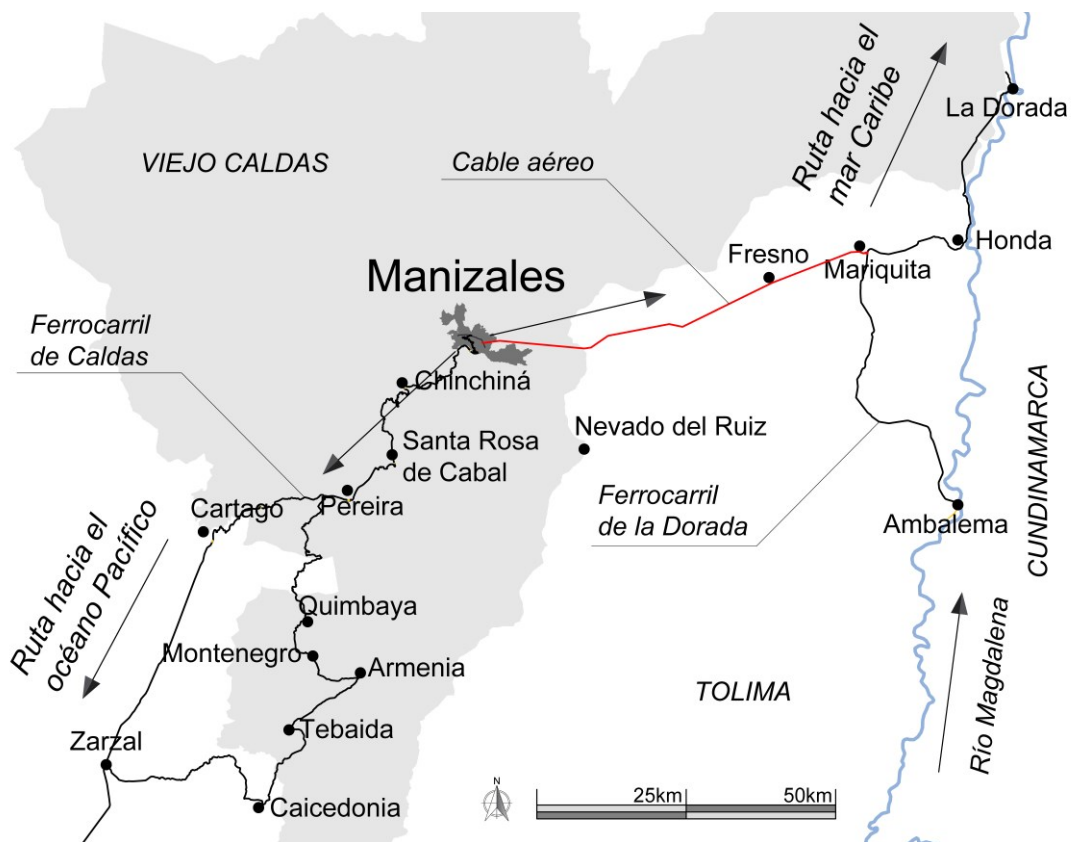 Ruta hacia el
mar Caribe
La Dorada
VIEJO CALDAS
Cable aéreo
Honda
Fresno
Mariquita
Manizales
Ferrocarril
de Caldas
Chinchiná
Nevado del Ruiz
Santa Rosa
de Cabal
CUNDINAMARCA
Pereira
Ferrocarril
de la Dorada
Cartago
Ambalema
Ruta hacia el
océano Pacífico
Quimbaya
Montenegro
Armenia
Río Magdalena
TOLIMA
Tebaida
Zarzal
N
25km
50km
Caicedonia